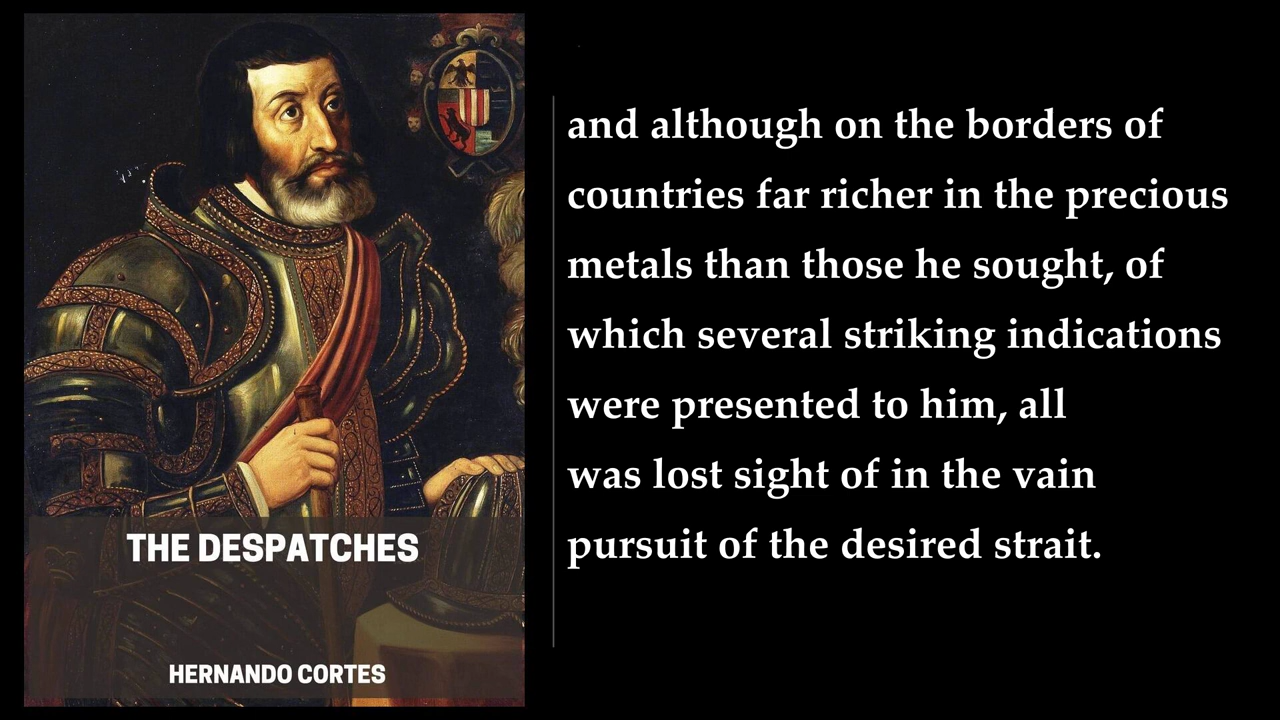 THE DESPATCHES
HERNANDO CORTES
and although on the borders of
countries far richer in the precious
metals than those he sought, of
which several striking indications
were presented to him, all
was lost sight of in the vain
pursuit of the desired strait.